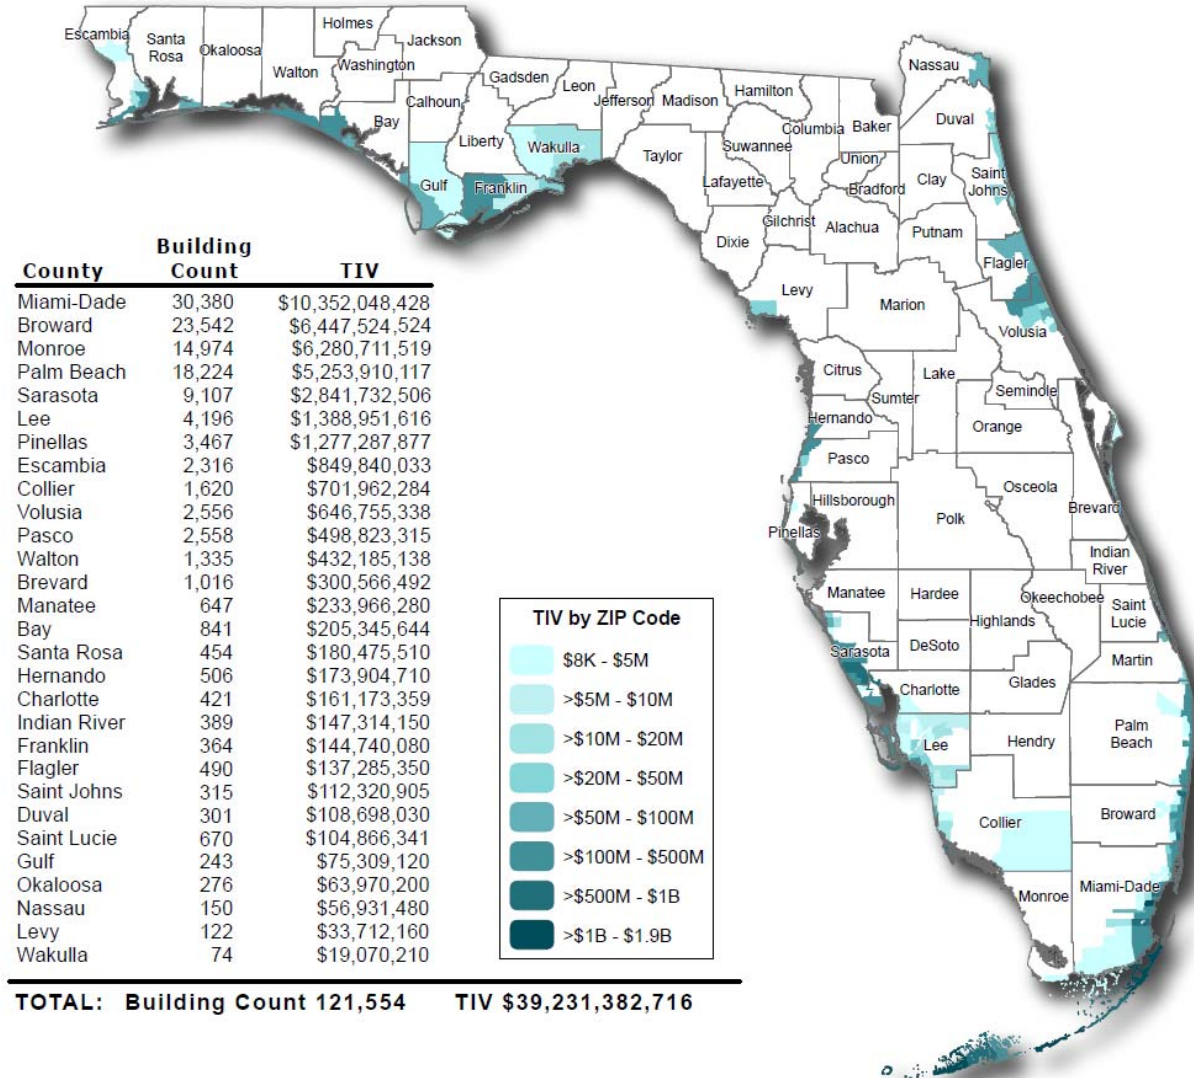 Escambia
Santa
Rosa
Okaloosa
Walton
Holmes
Washington
Jackson
Bay
Calhoun
Gulf
Gadsden
Liberty
Franklin
Leon
Wakulla
Jefferson
Madison
Taylor
Hamilton
Suwannee
Lafayette
Dixie
Columbia
Gilchrist
Baker
Union
Bradford
Alachua
Levy
Nassau
Duval
Clay
Saint
Johns
Putnam
Flagler
Marion
Volusia
Citrus
Sumter
Lake
Seminole
Hernando
Orange
Pasco
Osceola
Hillsborough
Pinellas
Polk
Brevard
Indian
River
Manatee
Hardee
Okeechobee
Highlands
Saint
Lucie
Sarasota
DeSoto
Martin
Charlotte
Glades
Lee
Hendry
Palm
Beach
Collier
Broward
Monroe
Miami-Dade
Building
County Count TIV
Miami-Dade 30,380 $10,352,048,428
Broward 23,542 $6,447,524,524
Monroe 14,974 $6,280,711,519
Palm Beach 18,224 $5,253,910,117
Sarasota 9,107 $2,841,732,506
Lee 4,196 $1,388,951,616
Pinellas 3,467 $1,277,287,877
Escambia 2,316 $849,840,033
Collier 1,620 $701,962,284
Volusia 2,556 $646,755,338
Pasco 2,558 $498,823,315
Walton 1,335 $432,185,138
Brevard 1,016 $300,566,492
Manatee 647 $233,966,280
Bay 841 $205,345,644
Santa Rosa 454 $180,475,510
Hernando 506 $173,904,710
Charlotte 421 $161,173,359
Indian River 389 $147,314,150
Franklin 364 $144,740,080
Flagler 490 $137,285,350
Saint Johns 315 $112,320,905
Duval 301 $108,698,030
Saint Lucie 670 $104,866,341
Gulf 243 $75,309,120
Okaloosa 276 $63,970,200
Nassau 150 $56,931,480
Levy 122 $33,712,160
Wakulla 74 $19,070,210
TIV by ZIP Code
$8K - $5M
>$5M - $10M
>$10M - $20M
>$20M - $50M
>$50M - $100M
>$100M - $500M
>$500M - $1B
>$1B - $1.9B
TOTAL: Building Count 121,554 TIV $39,231,382,716